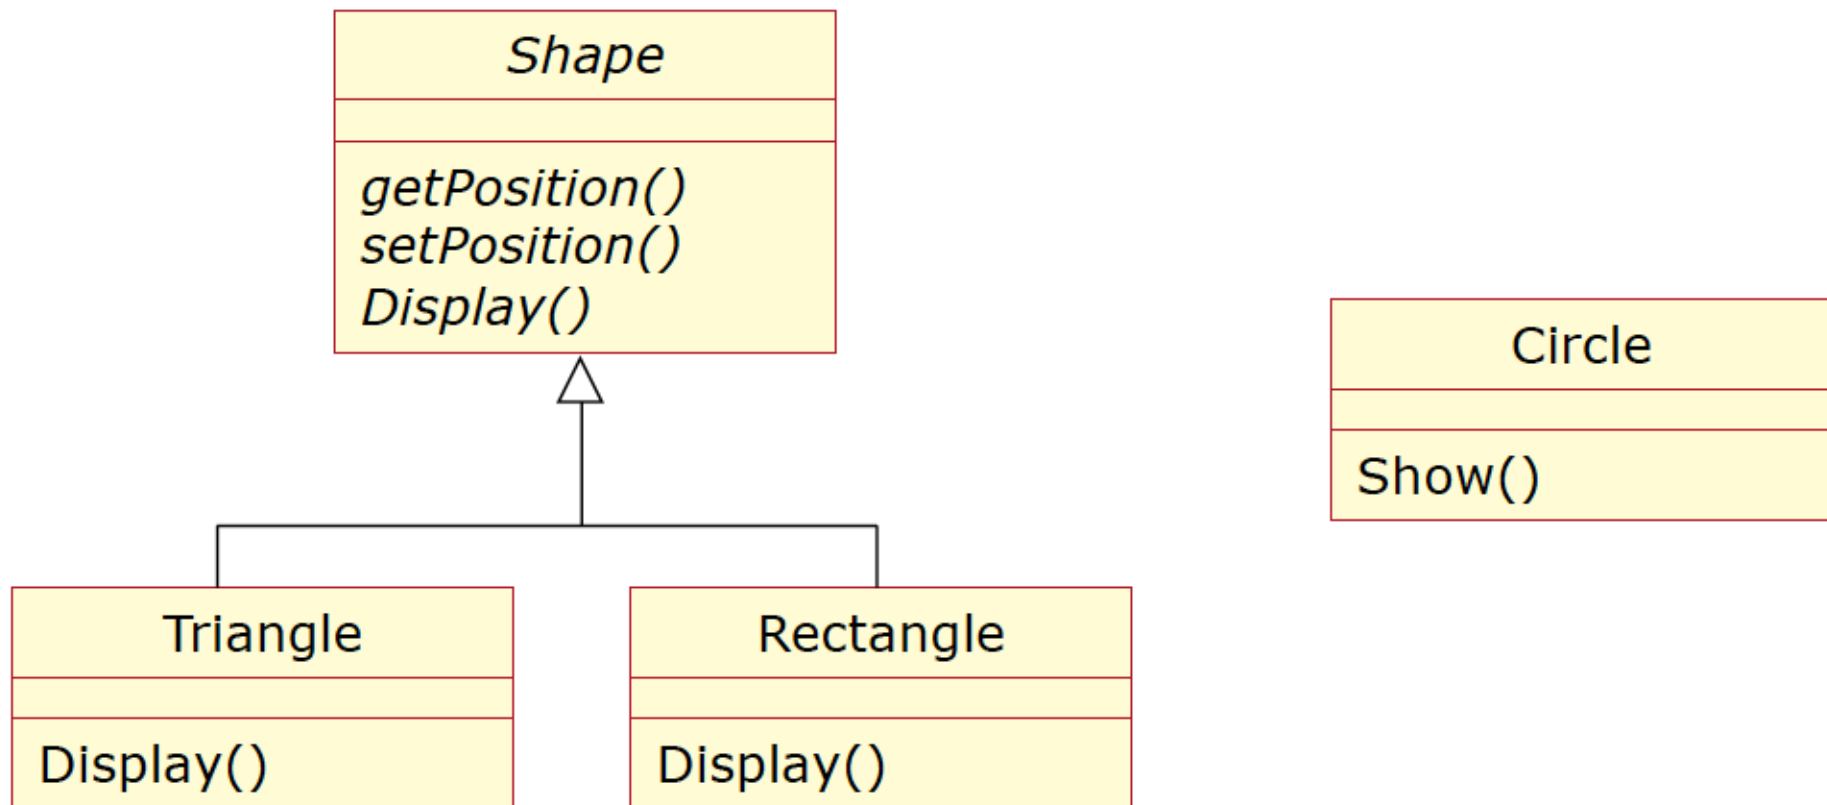 Shape
getPosition()
setPosition()
Display()
Circle
Show()
Triangle
Display()
Rectangle
Display()